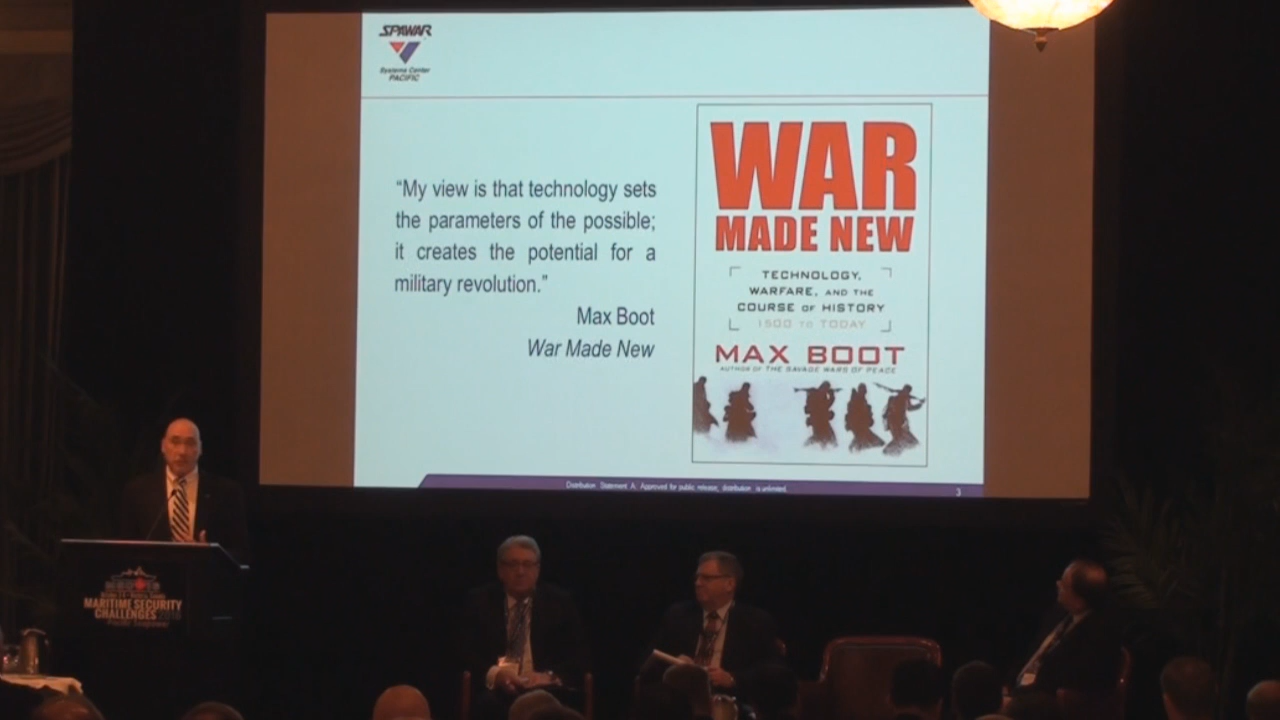 SPAWAR
Systems Center
PACIFIC
“My view is that technology sets
the parameters of the possible;
it creates the potential for a
military revolution.”
Max Boot
War Made New
WAR
MADE NEW
TECHNOLOGY,
WARFARE, AND THE
COURSE OF HISTORY
1500 TO TODAY
MAX BOOT
AUTHOR OF THE SAVAGE WARS OF PEACE
Distribution Statement A: Approved for public release; distribution is unlimited.
3
MARITIME SECURITY
CHALLENGES